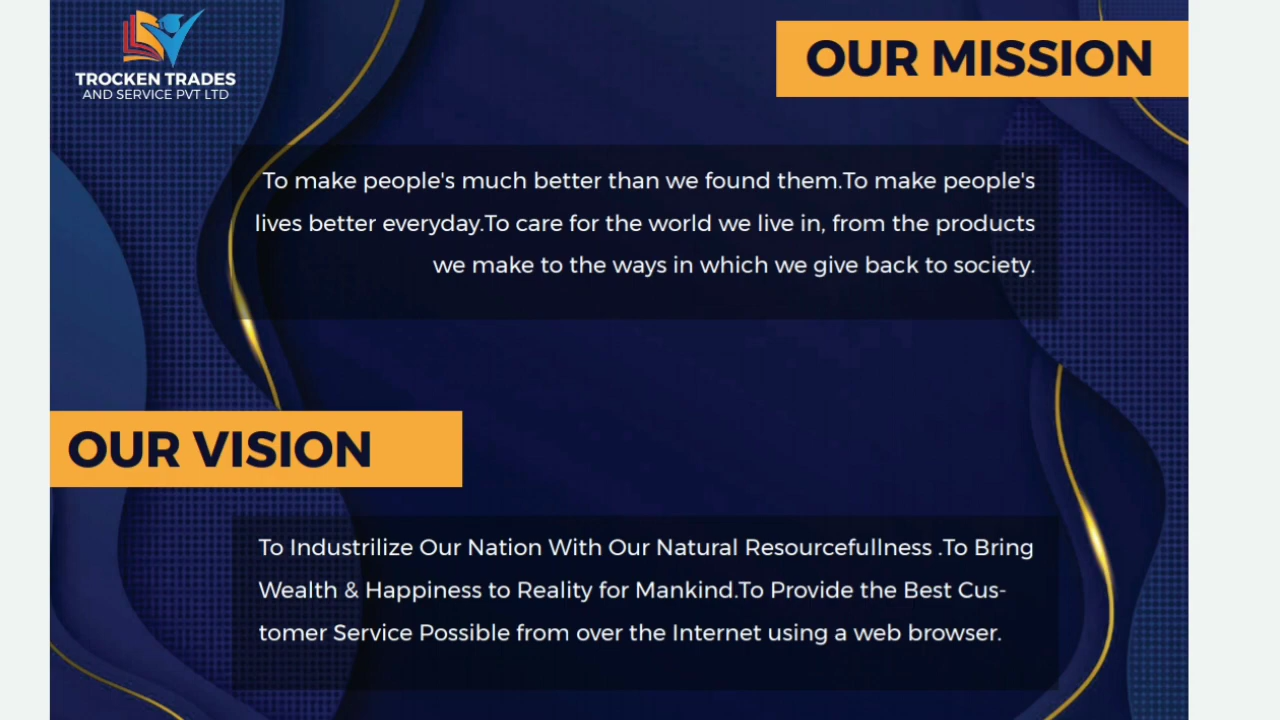 TROCKEN TRADES
AND SERVICE PVT LTD
OUR MISSION
To make people's much better than we found them.To make people's
lives better everyday.To care for the world we live in, from the products
we make to the ways in which we give back to society.
OUR VISION
To Industrilize Our Nation With Our Natural Resourcefullness .To Bring
Wealth & Happiness to Reality for Mankind.To Provide the Best Cus-
tomer Service Possible from over the Internet using a web browser.